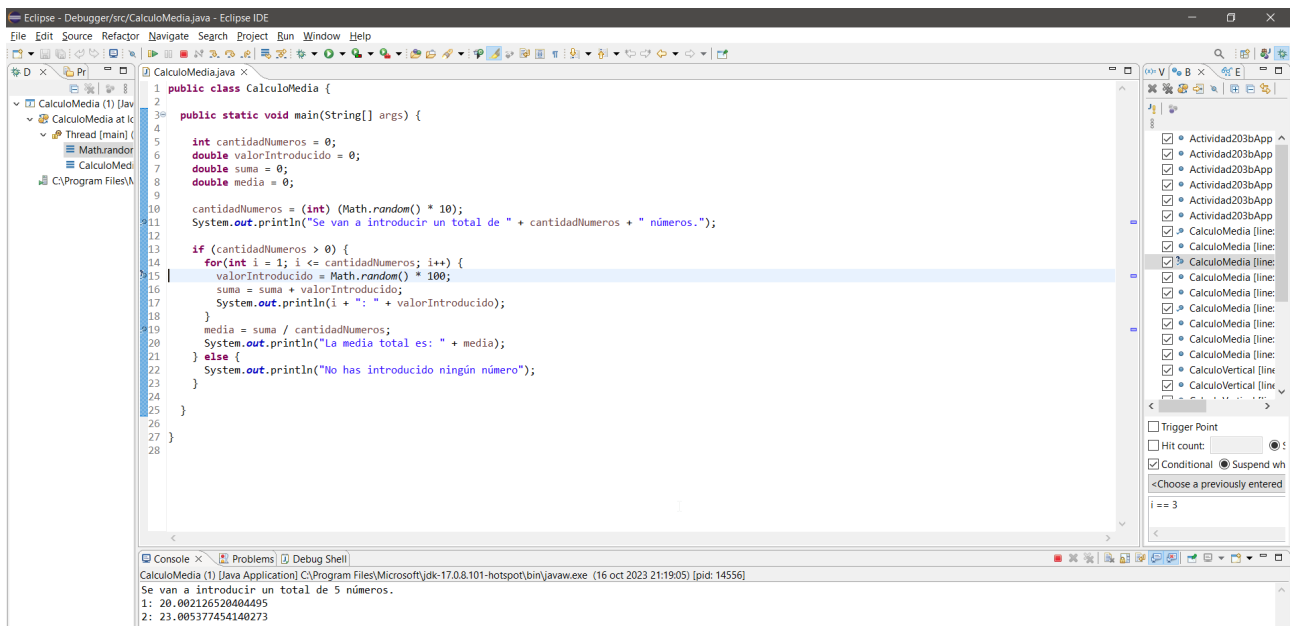 Eclipse - Debugger/src/CalculoMedia.java - Eclipse IDE
File Edit Source Refactor Navigate Search Project Run Window Help
D Pr
CalculoMedia (1) [Jav
CalculoMedia at lo
Thread [main] (
Math.randor
CalculoMedi
C:\Program Files\M
CalculoMedia.java
1 public class CalculoMedia {
2
3 public static void main(String[] args) {
4
5 int cantidadNumeros = 0;
6 double valorIntroducido = 0;
7 double suma = 0;
8 double media = 0;
9
10 cantidadNumeros = (int) (Math.random() * 10);
11 System.out.println("Se van a introducir un total de " + cantidadNumeros + " números.");
12
13 if (cantidadNumeros > 0) {
14 for(int i = 1; i <= cantidadNumeros; i++) {
15 valorIntroducido = Math.random() * 100;
16 suma = suma + valorIntroducido;
17 System.out.println(i + ": " + valorIntroducido);
18 }
19 media = suma / cantidadNumeros;
20 System.out.println("La media total es: " + media);
21 } else {
22 System.out.println("No has introducido ningún número");
23 }
24
25 }
26
27 }
28
V B E
Actividad203bApp
Actividad203bApp
Actividad203bApp
Actividad203bApp
Actividad203bApp
Actividad203bApp
CalculoMedia [line:
CalculoMedia [line:
CalculoMedia [line:
CalculoMedia [line:
CalculoMedia [line:
CalculoMedia [line:
CalculoMedia [line:
CalculoMedia [line:
CalculoMedia [line:
CalculoVertical [line
CalculoVertical [line
Trigger Point
Hit count:
Conditional Suspend wh
<Choose a previously entered
i == 3
Console Problems Debug Shell
CalculoMedia (1) [Java Application] C:\Program Files\Microsoft\jdk-17.0.8.101-hotspot\bin\javaw.exe (16 oct 2023 21:19:05) [pid: 14556]
Se van a introducir un total de 5 números.
1: 20.002126520404495
2: 23.005377454140273